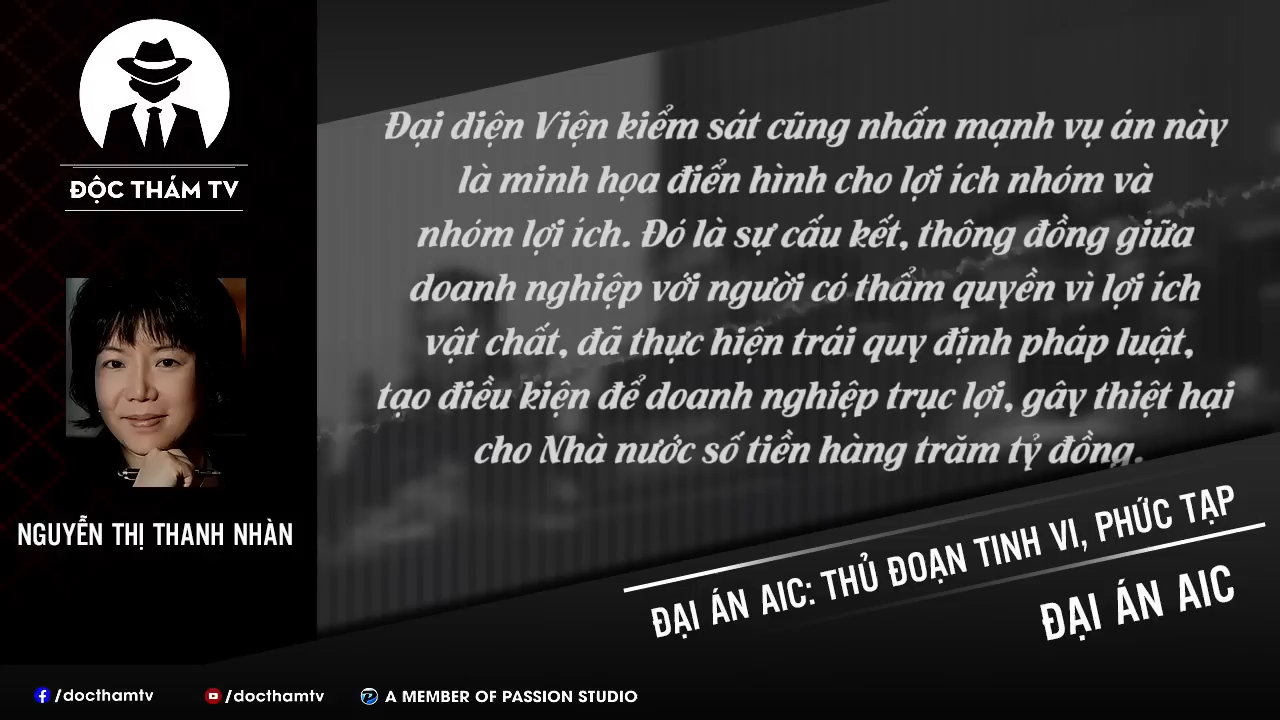 ĐỘC THÁM TV
NGUYỄN THỊ THANH NHÀN
Đại diện Viện kiểm sát cũng nhấn mạnh vụ án này
là minh họa điển hình cho lợi ích nhóm và
nhóm lợi ích. Đó là sự cấu kết, thông đồng giữa
doanh nghiệp với người có thẩm quyền vì lợi ích
vật chất, đã thực hiện trái quy định pháp luật,
tạo điều kiện để doanh nghiệp trục lợi, gây thiệt hại
cho Nhà nước số tiền hàng trăm tỷ đồng.
ĐẠI ÁN AIC: THỦ ĐOẠN TINH VI, PHỨC TẠP
ĐẠI ÁN AIC
/docthamtv
/docthamtv
A MEMBER OF PASSION STUDIO